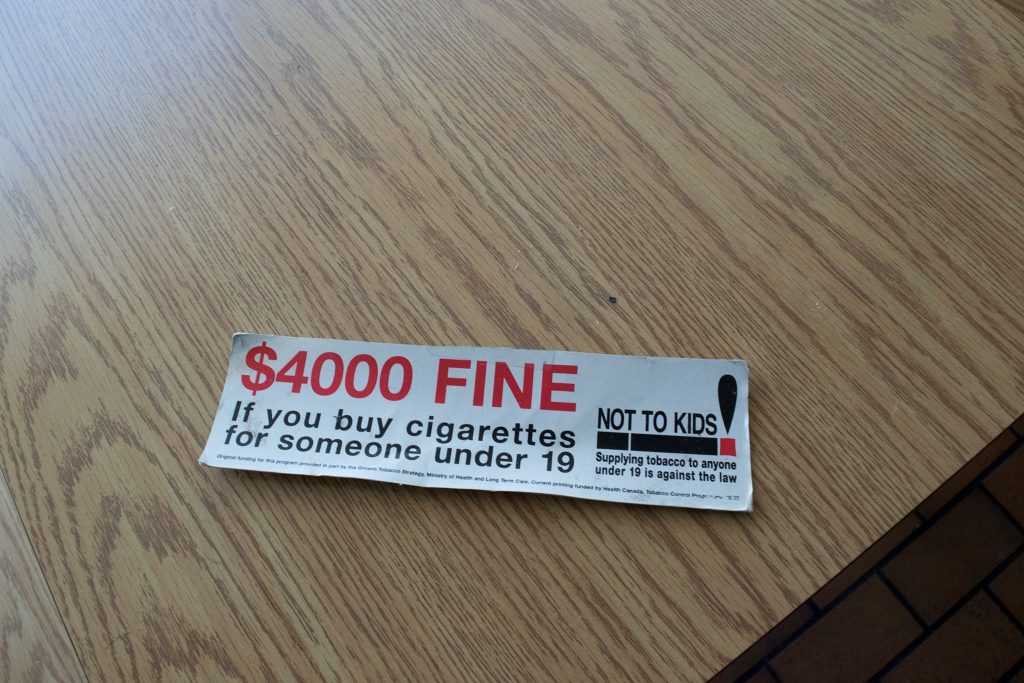 $4000 FINE
If you buy cigarettes
for someone under 19
NOT TO KIDS!
Supplying tobacco to anyone
under 19 is against the law
Original funding for this program provided in part by the Ontario Tobacco Strategy, Ministry of Health and Long Term Care. Current printing funded by Health Canada, Tobacco Control